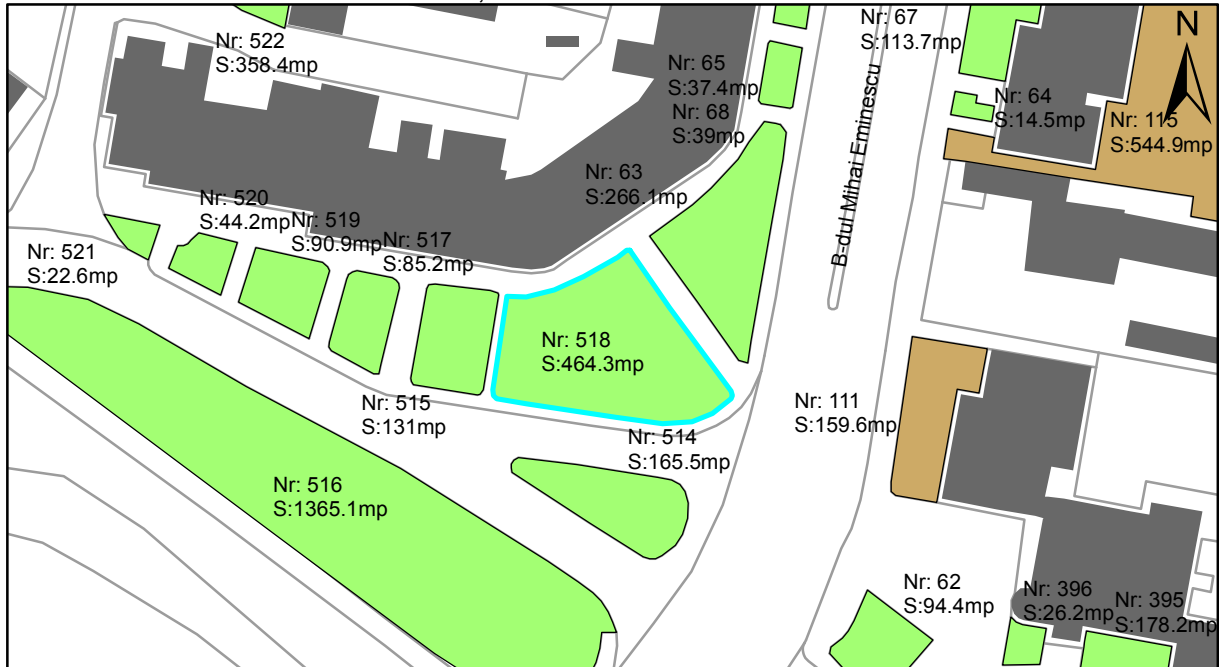 Nr: 522
S:358.4mp
Nr: 67
S:113.7mp
N
Nr: 65
S:37.4mp
Nr: 68
S:39mp
Nr: 64
S:14.5mp
Nr: 115
S:544.9mp
Nr: 63
S:266.1mp
B-dul Mihai Eminescu
Nr: 520
S:44.2mp
Nr: 519
S:90.9mp
Nr: 517
S:85.2mp
Nr: 521
S:22.6mp
Nr: 518
S:464.3mp
Nr: 515
S:131mp
Nr: 111
S:159.6mp
Nr: 514
S:165.5mp
Nr: 516
S:1365.1mp
Nr: 62
S:94.4mp
Nr: 396
S:26.2mp
Nr: 395
S:178.2mp